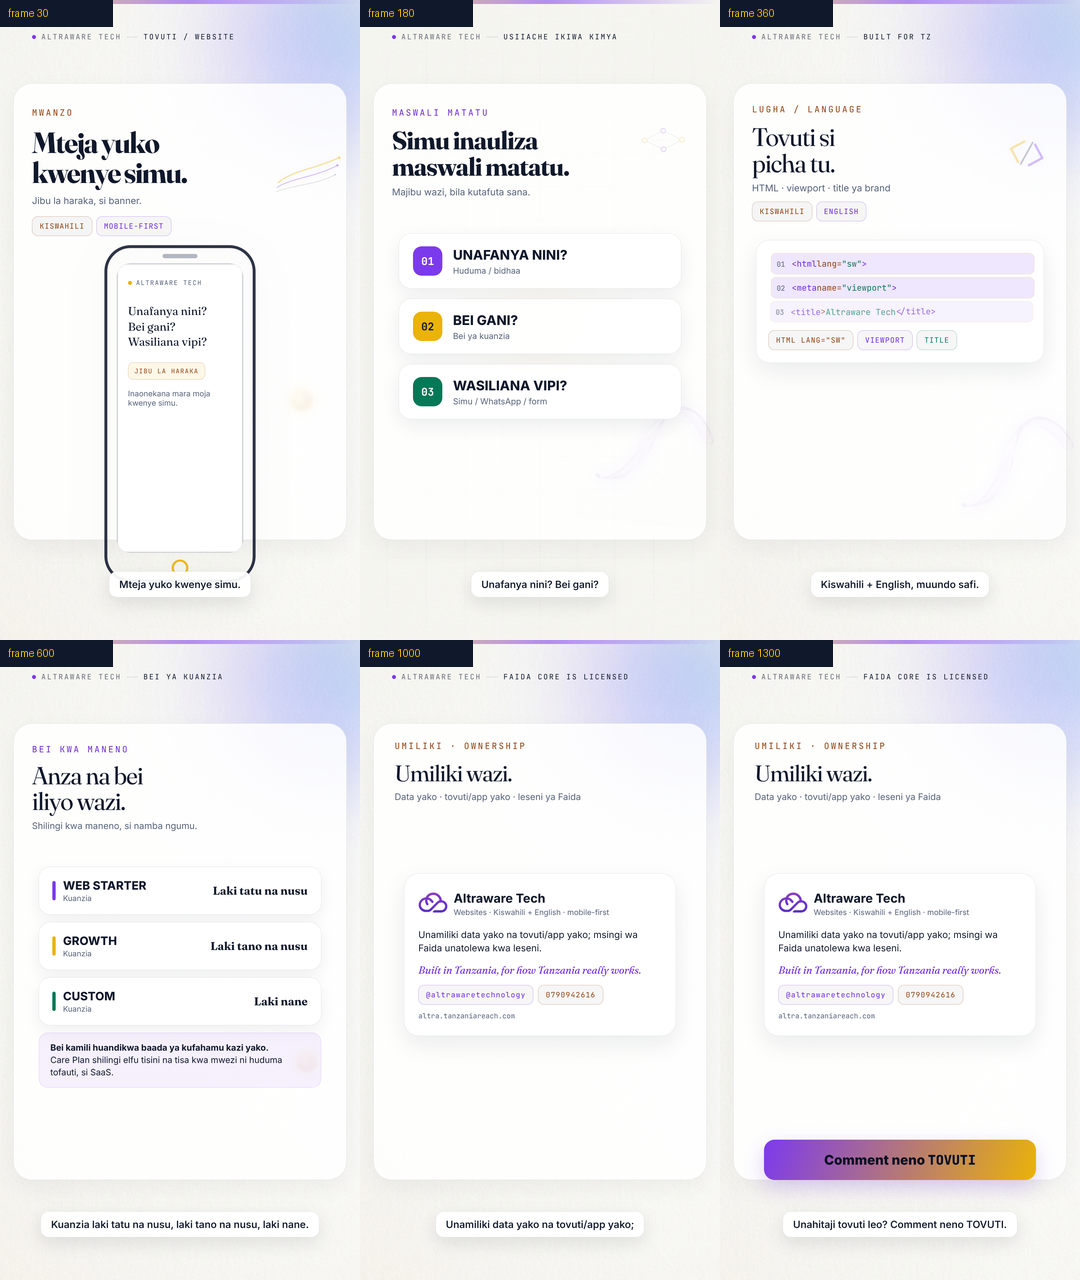 frame 30
ALTRAWARE TECH — TOVUTI / WEBSITE
MWANZO
Mteja yuko
kwenye simu.
Jibu la haraka, si banner.
KISWAHILI MOBILE-FIRST
ALTRAWARE TECH
Unafanya nini?
Bei gani?
Wasiliana vipi?
JIBU LA HARAKA
Inaonekana mara moja
kwenye simu.
Mteja yuko kwenye simu.
frame 180
ALTRAWARE TECH — USIIACHE IKIWA KIMYA
MASWALI MATATU
Simu inauliza
maswali matatu.
Majibu wazi, bila kutafuta sana.
01 UNAFANYA NINI?
Huduma / bidhaa
02 BEI GANI?
Bei ya kuanzia
03 WASILIANA VIPI?
Simu / WhatsApp / form
Unafanya nini? Bei gani?
frame 360
ALTRAWARE TECH — BUILT FOR TZ
LUGHA / LANGUAGE
Tovuti si
picha tu.
HTML · viewport · title ya brand
KISWAHILI ENGLISH
01 <htmllang="sw">
02 <metaname="viewport">
03 <title>Altraware Tech</title>
HTML LANG="SW" VIEWPORT TITLE
Kiswahili + English, muundo safi.
frame 600
ALTRAWARE TECH — BEI YA KUANZIA
BEI KWA MANENO
Anza na bei
iliyo wazi.
Shilingi kwa maneno, si namba ngumu.
WEB STARTER Laki tatu na nusu
Kuanzia
GROWTH Laki tano na nusu
Kuanzia
CUSTOM Laki nane
Kuanzia
Bei kamili huandikwa baada ya kufahamu kazi yako.
Care Plan shilingi elfu tisini na tisa kwa mwezi ni huduma
tofauti, si SaaS.
Kuanzia laki tatu na nusu, laki tano na nusu, laki nane.
frame 1000
ALTRAWARE TECH — FAIDA CORE IS LICENSED
UMILIKI · OWNERSHIP
Umiliki wazi.
Data yako · tovuti/app yako · leseni ya Faida
Altraware Tech
Websites · Kiswahili + English · mobile-first
Unamiliki data yako na tovuti/app yako; msingi wa
Faida unatolewa kwa leseni.
Built in Tanzania, for how Tanzania really works.
@altrawaretechnology 0790942616
altra.tanzaniareach.com
Unamiliki data yako na tovuti/app yako;
frame 1300
ALTRAWARE TECH — FAIDA CORE IS LICENSED
UMILIKI · OWNERSHIP
Umiliki wazi.
Data yako · tovuti/app yako · leseni ya Faida
Altraware Tech
Websites · Kiswahili + English · mobile-first
Unamiliki data yako na tovuti/app yako; msingi wa
Faida unatolewa kwa leseni.
Built in Tanzania, for how Tanzania really works.
@altrawaretechnology 0790942616
altra.tanzaniareach.com
Comment neno TOVUTI
Unahitaji tovuti leo? Comment neno TOVUTI.